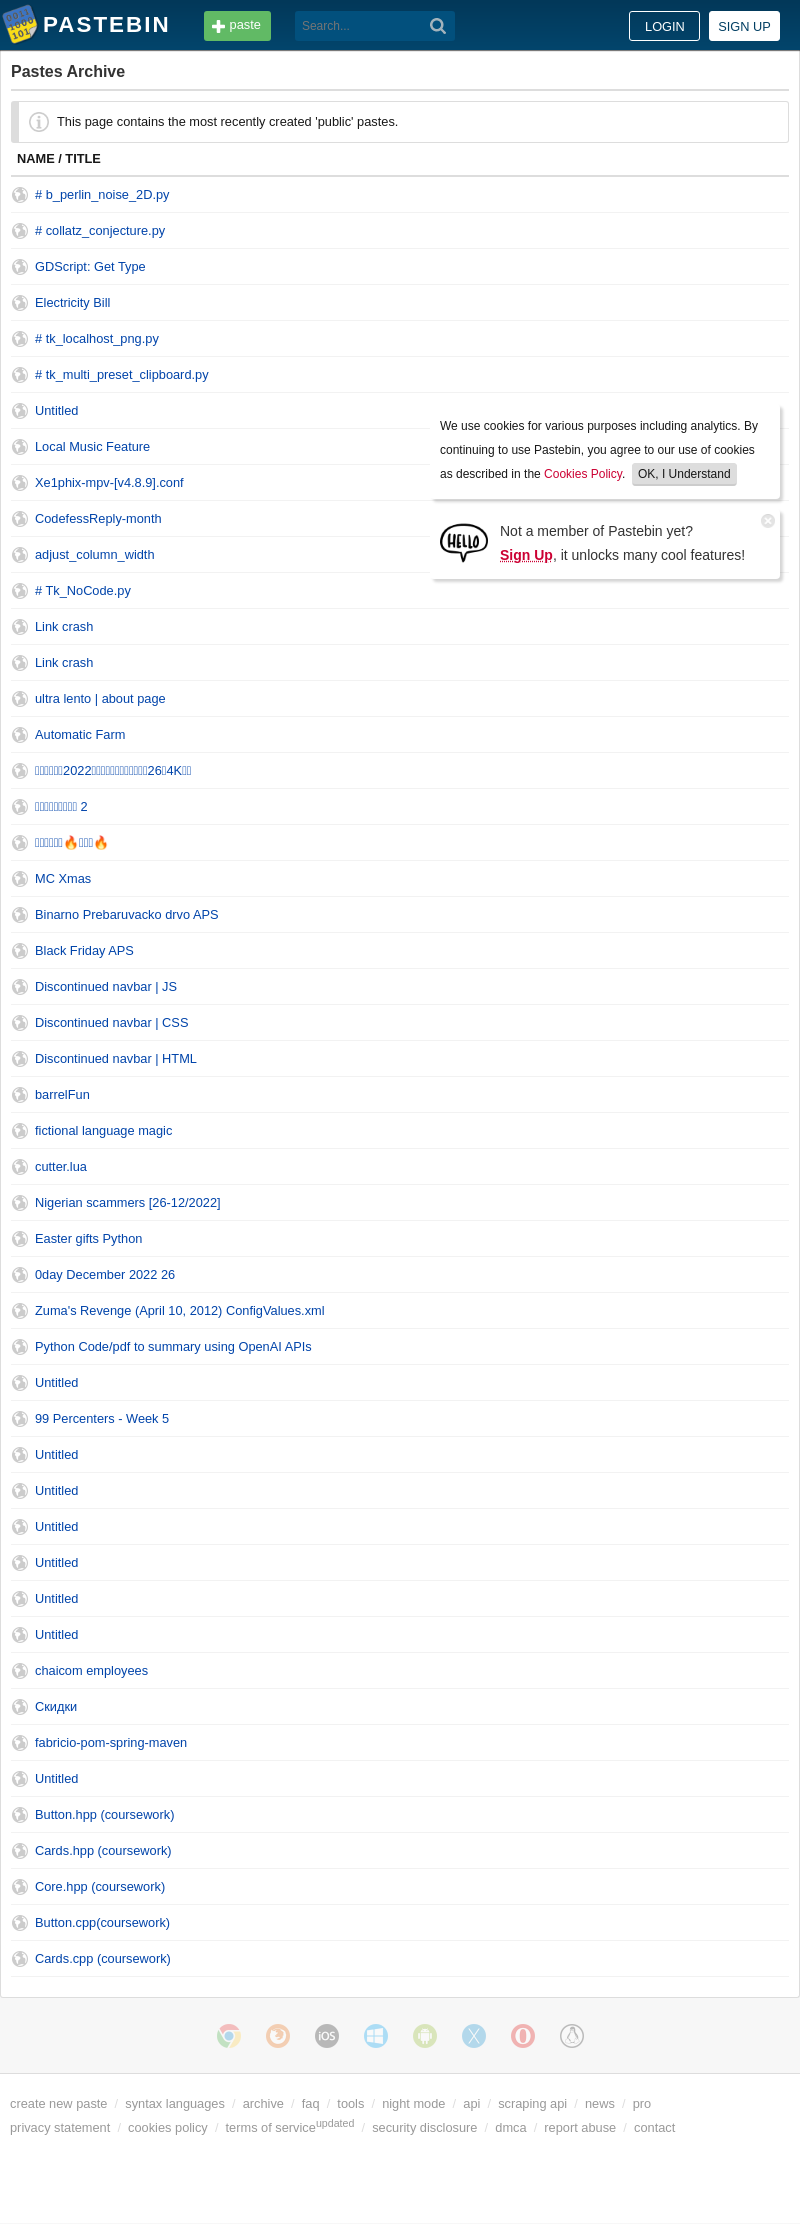 PASTEBIN
paste
Search...
LOGIN
SIGN UP
Pastes Archive
This page contains the most recently created 'public' pastes.
NAME / TITLE
# b_perlin_noise_2D.py
# collatz_conjecture.py
GDScript: Get Type
Electricity Bill
# tk_localhost_png.py
# tk_multi_preset_clipboard.py
Untitled
Local Music Feature
Xe1phix-mpv-[v4.8.9].conf
CodefessReply-month
adjust_column_width
# Tk_NoCode.py
We use cookies for various purposes including analytics. By
continuing to use Pastebin, you agree to our use of cookies
as described in the Cookies Policy. OK, I Understand
HELLO
Not a member of Pastebin yet?
Sign Up, it unlocks many cool features!
Link crash
Link crash
ultra lento | about page
Automatic Farm
2022 26 4K
2
🔥 🔥
MC Xmas
Binarno Prebaruvacko drvo APS
Black Friday APS
Discontinued navbar | JS
Discontinued navbar | CSS
Discontinued navbar | HTML
barrelFun
fictional language magic
cutter.lua
Nigerian scammers [26-12/2022]
Easter gifts Python
0day December 2022 26
Zuma's Revenge (April 10, 2012) ConfigValues.xml
Python Code/pdf to summary using OpenAI APIs
Untitled
99 Percenters - Week 5
Untitled
Untitled
Untitled
Untitled
Untitled
Untitled
chaicom employees
Скидки
fabricio-pom-spring-maven
Untitled
Button.hpp (coursework)
Cards.hpp (coursework)
Core.hpp (coursework)
Button.cpp(coursework)
Cards.cpp (coursework)
iOS
create new paste / syntax languages / archive / faq / tools / night mode / api / scraping api / news / pro
privacy statement / cookies policy / terms of service updated / security disclosure / dmca / report abuse / contact